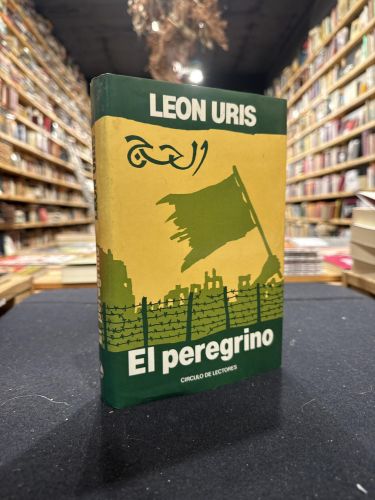 LEON URIS
الحج
El peregrino
CIRCULO DE LECTORES